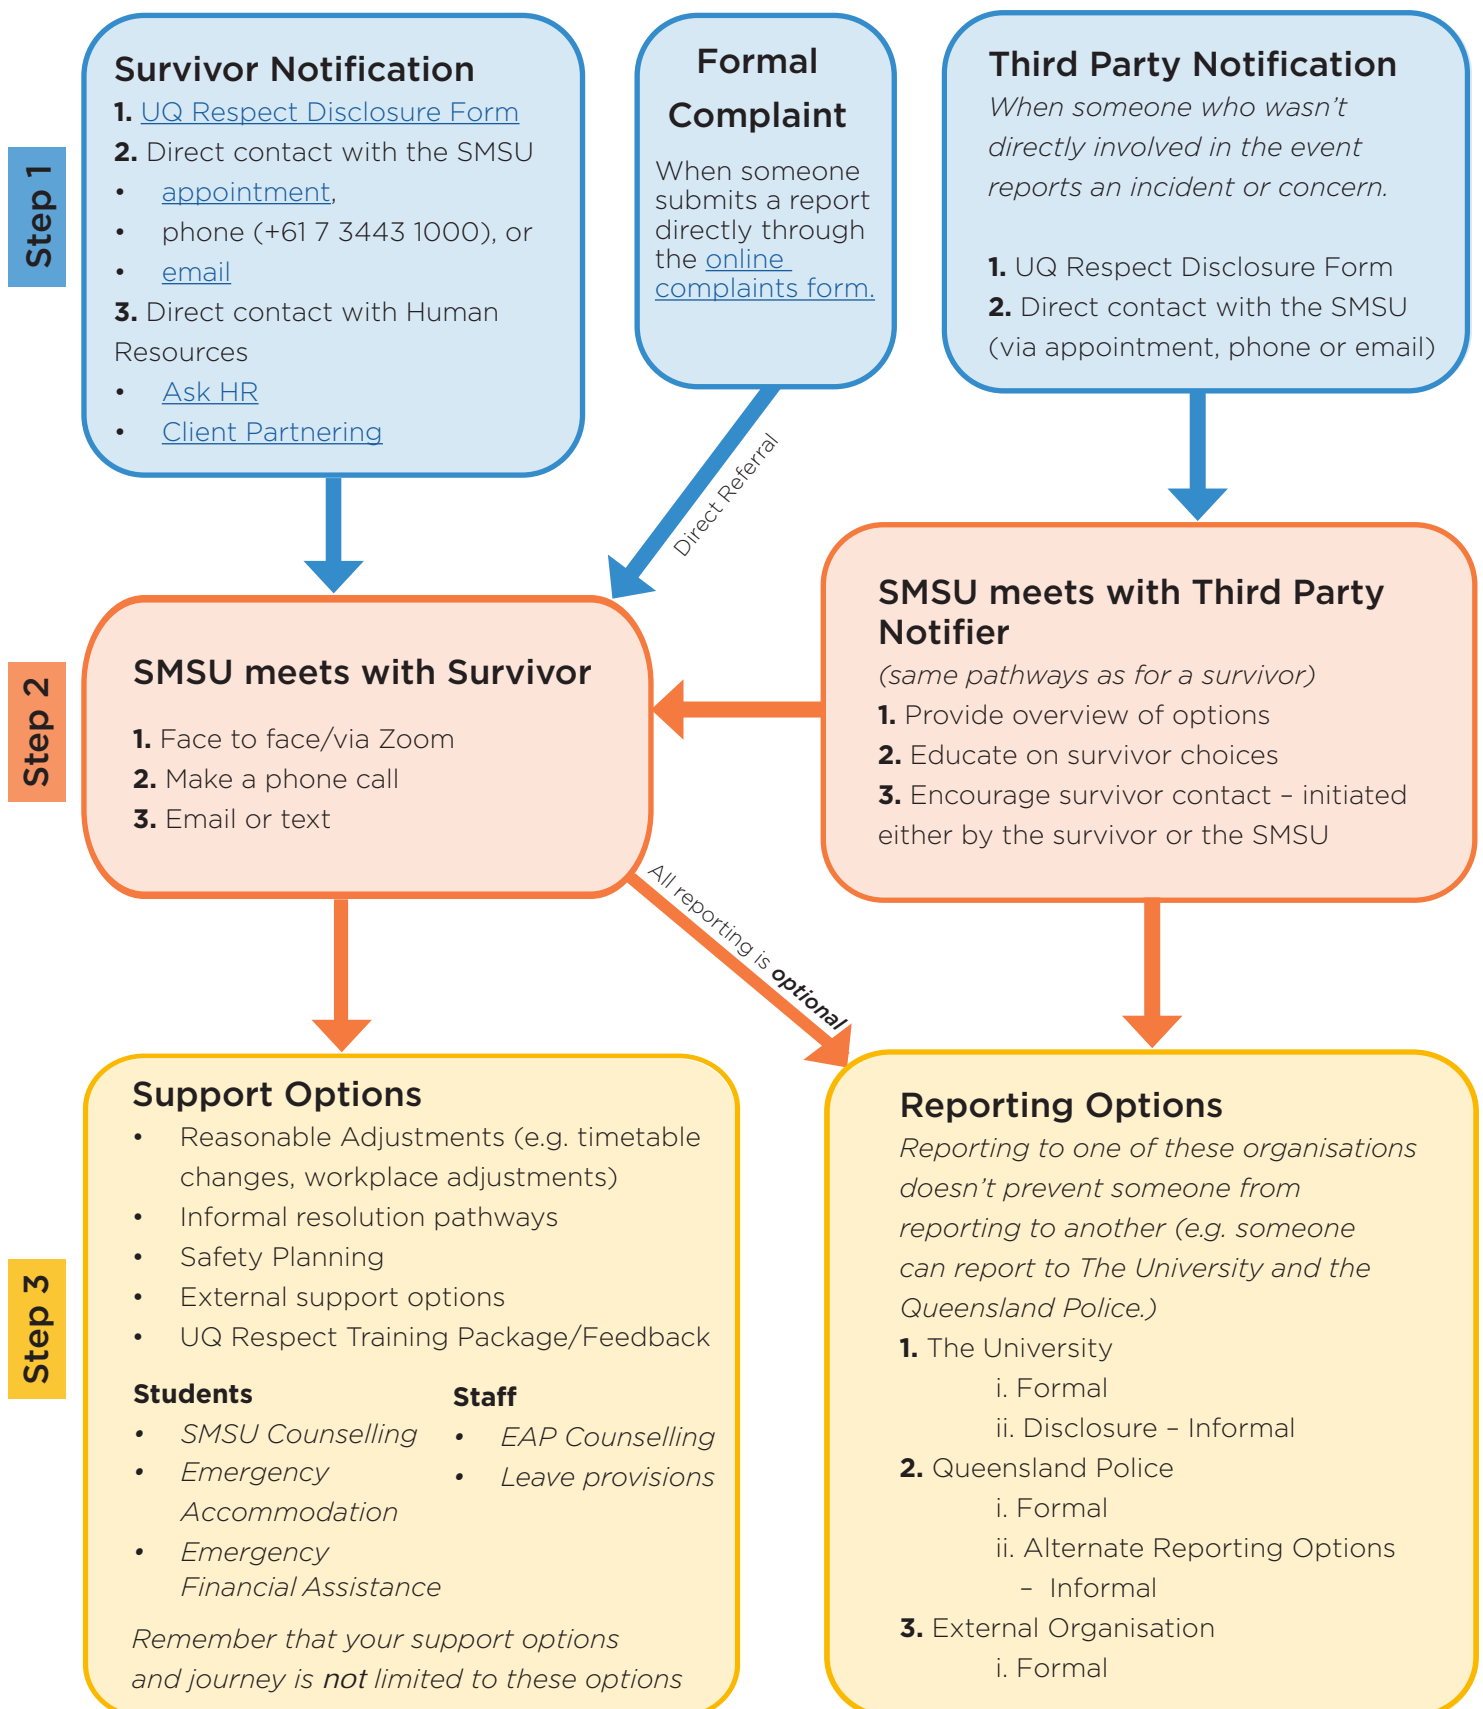 Step 1
Survivor Notification
1. UQ Respect Disclosure Form
2. Direct contact with the SMSU
• appointment,
• phone (+61 7 3443 1000), or
• email
3. Direct contact with Human
Resources
• Ask HR
• Client Partnering
Formal
Complaint
When someone
submits a report
directly through
the online
complaints form.
Third Party Notification
When someone who wasn't
directly involved in the event
reports an incident or concern.
1. UQ Respect Disclosure Form
2. Direct contact with the SMSU
(via appointment, phone or email)
Direct Referral
Step 2
SMSU meets with Survivor
1. Face to face/via Zoom
2. Make a phone call
3. Email or text
SMSU meets with Third Party
Notifier
(same pathways as for a survivor)
1. Provide overview of options
2. Educate on survivor choices
3. Encourage survivor contact – initiated
either by the survivor or the SMSU
All reporting is optional
Step 3
Support Options
• Reasonable Adjustments (e.g. timetable
changes, workplace adjustments)
• Informal resolution pathways
• Safety Planning
• External support options
• UQ Respect Training Package/Feedback
Students
• SMSU Counselling
• Emergency
Accommodation
• Emergency
Financial Assistance
Staff
• EAP Counselling
• Leave provisions
Remember that your support options
and journey is not limited to these options
Reporting Options
Reporting to one of these organisations
doesn't prevent someone from
reporting to another (e.g. someone
can report to The University and the
Queensland Police.)
1. The University
i. Formal
ii. Disclosure – Informal
2. Queensland Police
i. Formal
ii. Alternate Reporting Options
– Informal
3. External Organisation
i. Formal